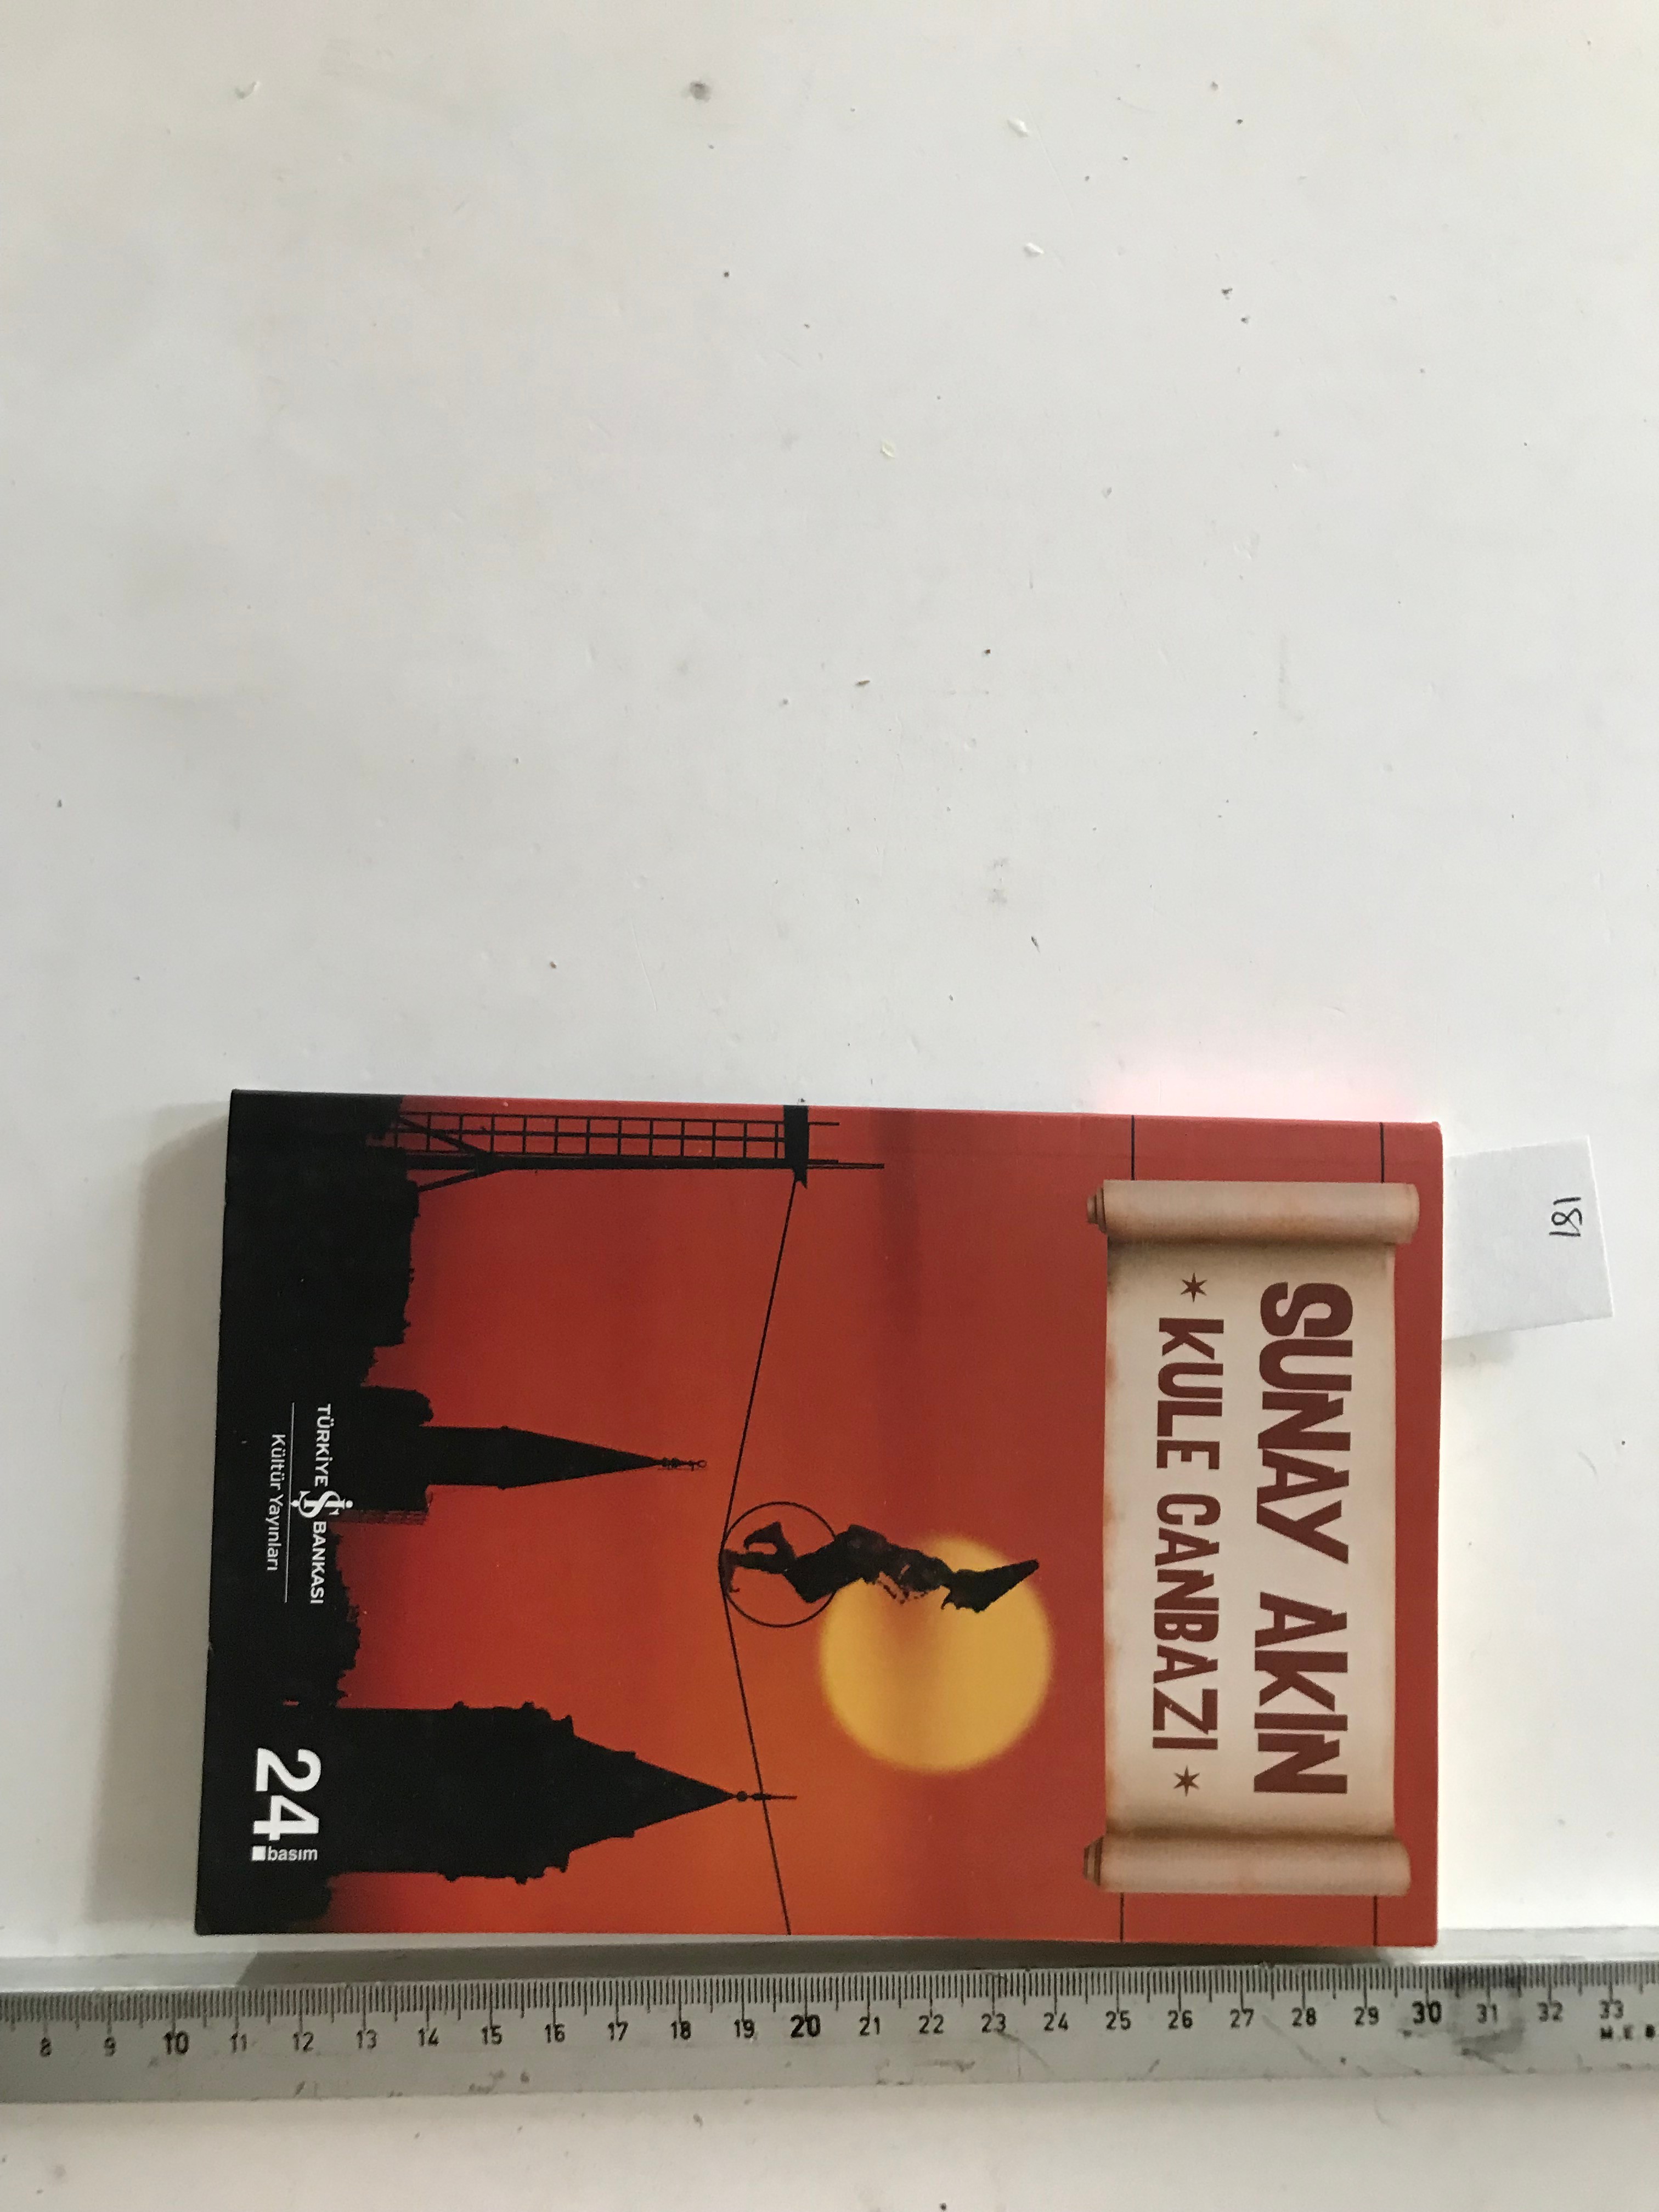 181
SUNAY AKIN
KULE CANBAZI
TÜRKİYE İŞ BANKASI
Kültür Yayınları
24. basım
8 9 10 11 12 13 14 15 16 17 18 19 20 21 22 23 24 25 26 27 28 29 30 31 32 33
M.E.B